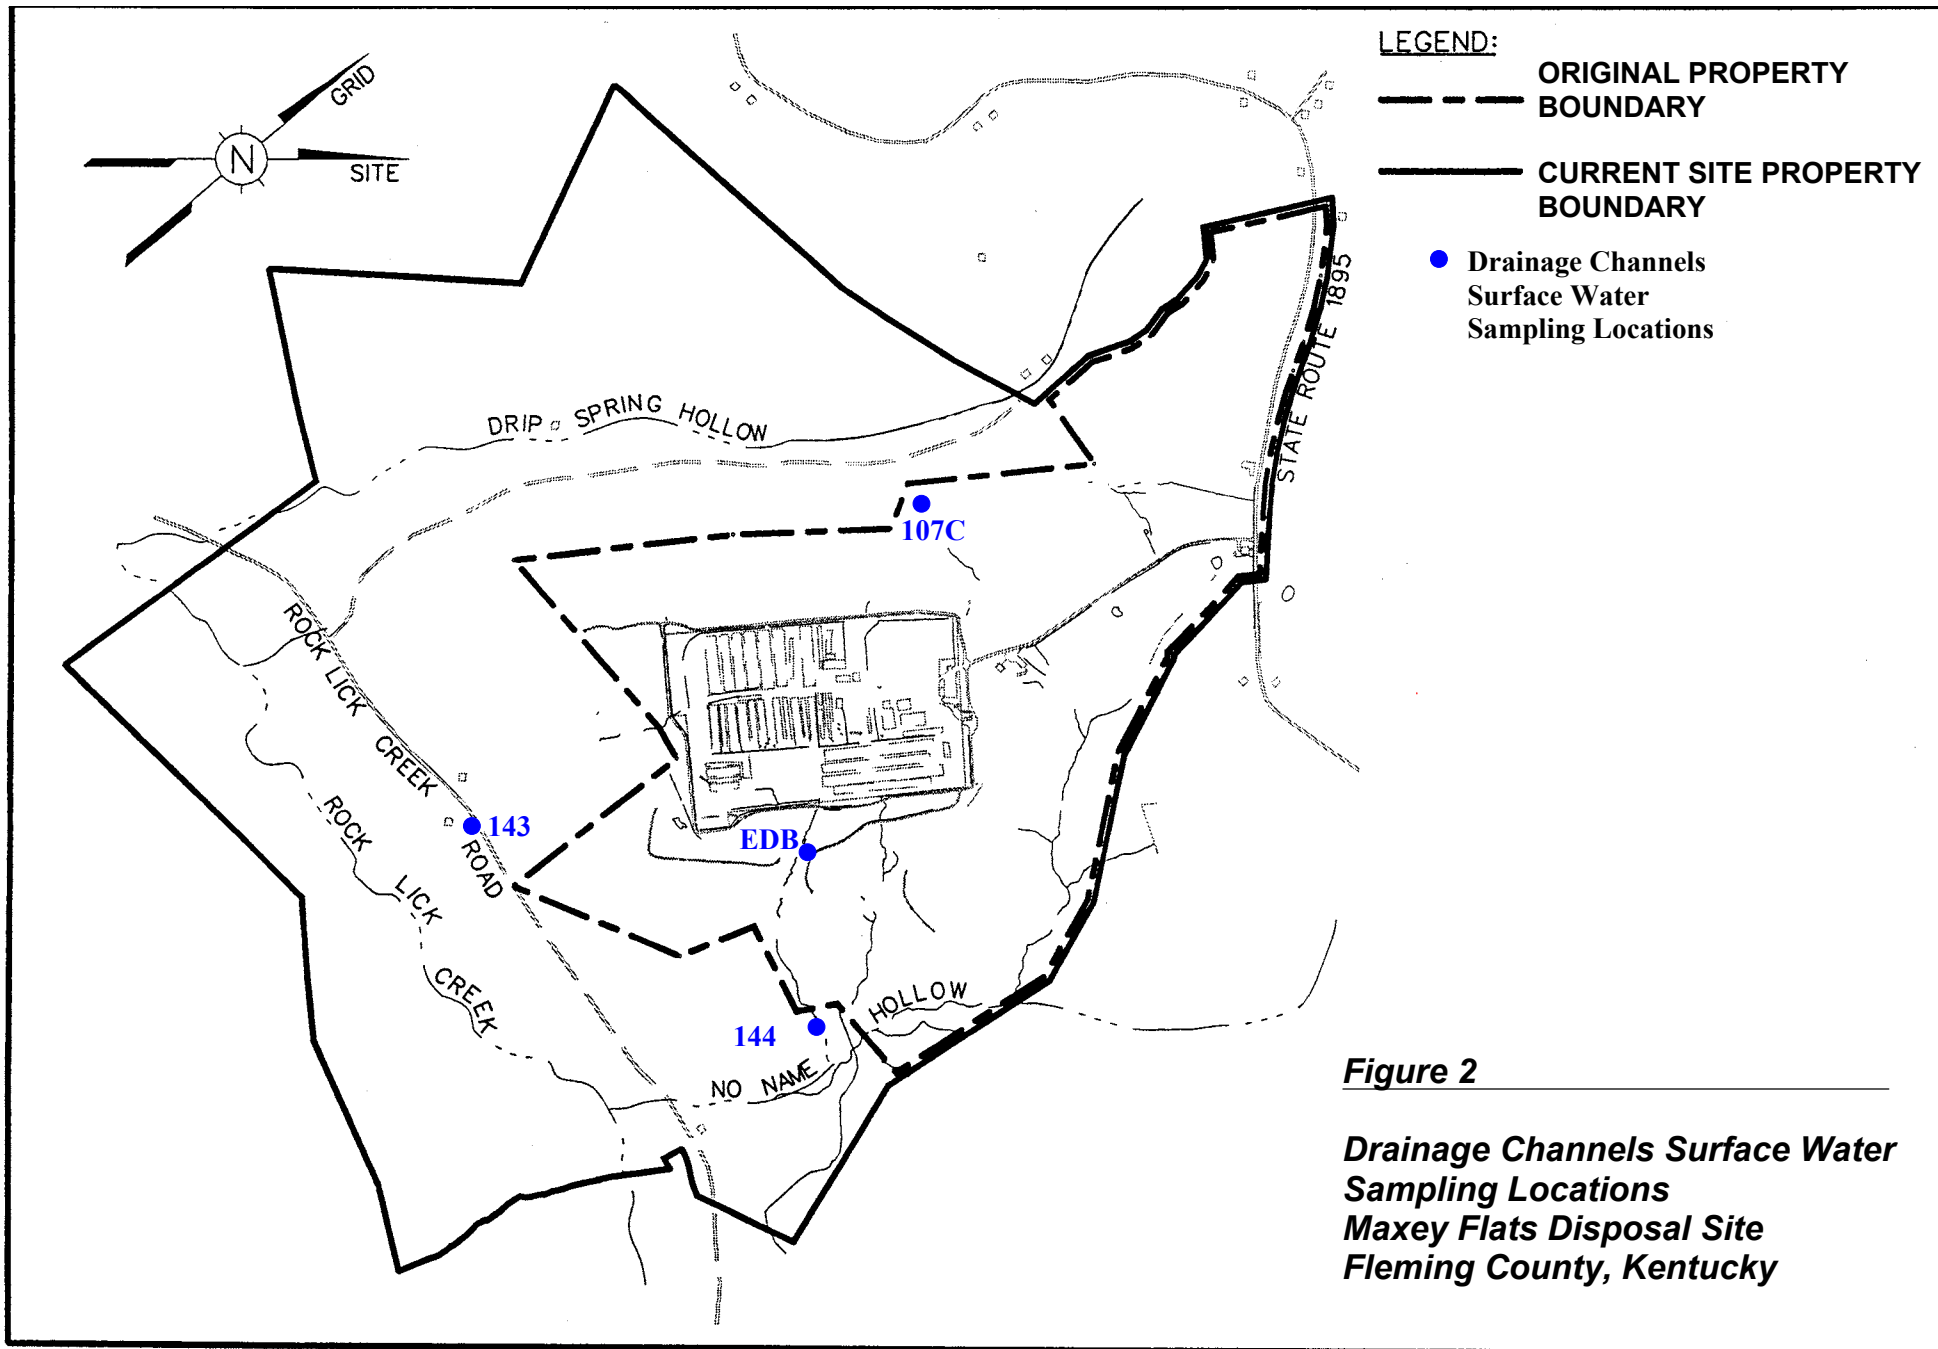 GRID
N
SITE
LEGEND:
ORIGINAL PROPERTY
BOUNDARY
CURRENT SITE PROPERTY
BOUNDARY
Drainage Channels
Surface Water
Sampling Locations
STATE ROUTE 1895
DRIP SPRING HOLLOW
107C
ROCK LICK CREEK ROAD
143
EDB
ROCK LICK CREEK
144
NO NAME HOLLOW
Figure 2
Drainage Channels Surface Water
Sampling Locations
Maxey Flats Disposal Site
Fleming County, Kentucky